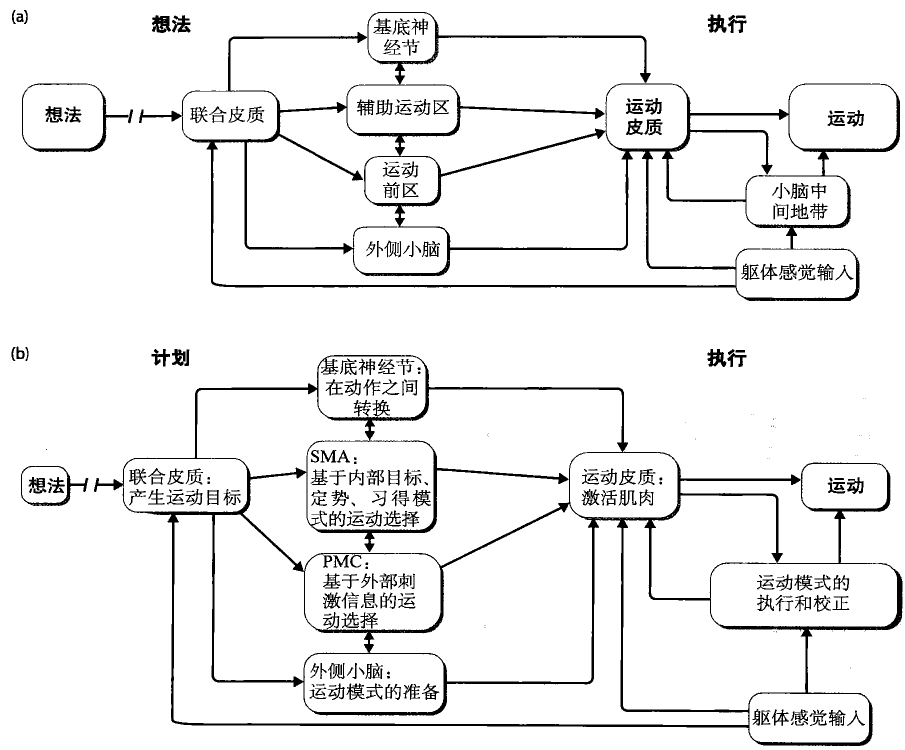 (a)
想法
执行
基底神
经节
想法
联合皮质
辅助运动区
运动
皮质
运动
运动
前区
小脑中
间地带
外侧小脑
躯体感觉输入
(b)
计划
执行
基底神经节：
在动作之间
转换
SMA：
基于内部目标、
定势、习得模
式的运动选择
想法
联合皮质：
产生运动目标
运动皮质：
激活肌肉
运动
PMC：
基于外部刺
激信息的运
动选择
运动模式的
执行和校正
外侧小脑：
运动模式的准备
躯体感觉输入